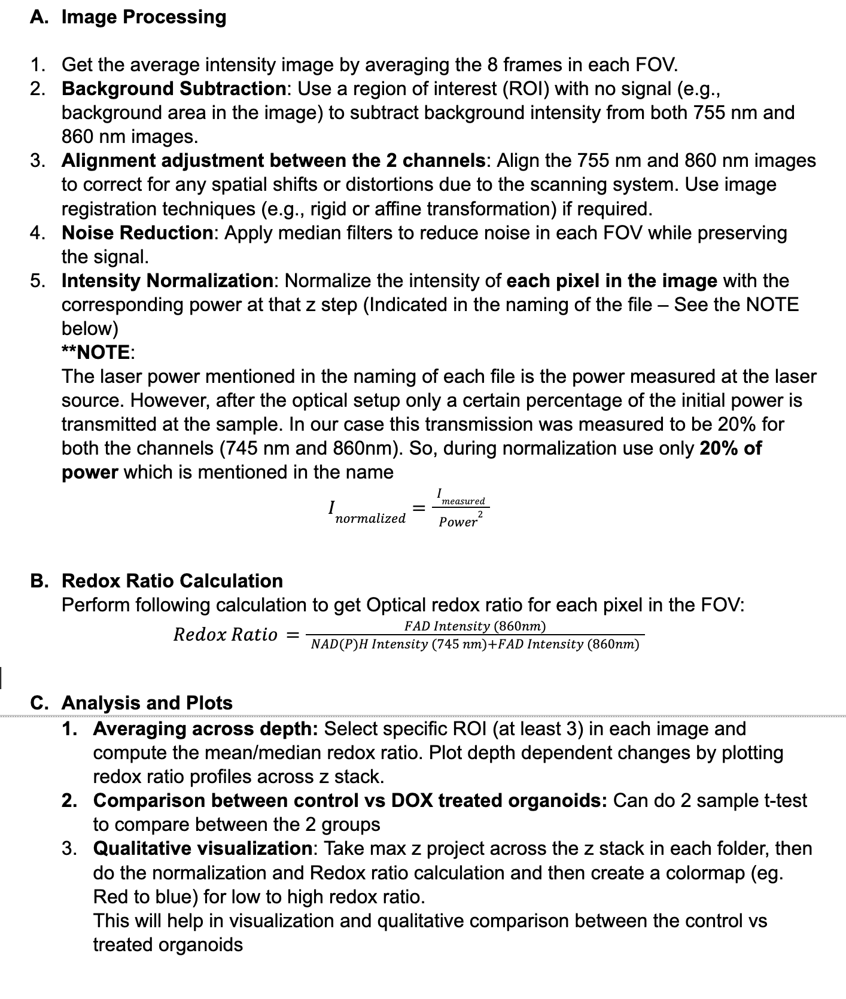 A. Image Processing
1. Get the average intensity image by averaging the 8 frames in each FOV.
2. Background Subtraction: Use a region of interest (ROI) with no signal (e.g.,
background area in the image) to subtract background intensity from both 755 nm and
860 nm images.
3. Alignment adjustment between the 2 channels: Align the 755 nm and 860 nm images
to correct for any spatial shifts or distortions due to the scanning system. Use image
registration techniques (e.g., rigid or affine transformation) if required.
4. Noise Reduction: Apply median filters to reduce noise in each FOV while preserving
the signal.
5. Intensity Normalization: Normalize the intensity of each pixel in the image with the
corresponding power at that z step (Indicated in the naming of the file – See the NOTE
below)
**NOTE:
The laser power mentioned in the naming of each file is the power measured at the laser
source. However, after the optical setup only a certain percentage of the initial power is
transmitted at the sample. In our case this transmission was measured to be 20% for
both the channels (745 nm and 860nm). So, during normalization use only 20% of
power which is mentioned in the name
I_normalized = I_measured / Power^2
B. Redox Ratio Calculation
Perform following calculation to get Optical redox ratio for each pixel in the FOV:
Redox Ratio = FAD Intensity (860nm) / NAD(P)H Intensity (745 nm)+FAD Intensity (860nm)
C. Analysis and Plots
1. Averaging across depth: Select specific ROI (at least 3) in each image and
compute the mean/median redox ratio. Plot depth dependent changes by plotting
redox ratio profiles across z stack.
2. Comparison between control vs DOX treated organoids: Can do 2 sample t-test
to compare between the 2 groups
3. Qualitative visualization: Take max z project across the z stack in each folder, then
do the normalization and Redox ratio calculation and then create a colormap (eg.
Red to blue) for low to high redox ratio.
This will help in visualization and qualitative comparison between the control vs
treated organoids